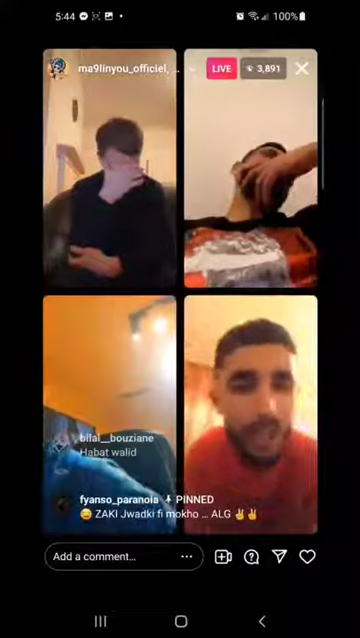 5:44
100%
ma9linyou_officiel, ...
LIVE
3,891
bilal__bouziane
Habat walid
fyanso_paranoia PINNED
😅 ZAKI Jwadki fi mokho ... ALG ✌️✌️
Add a comment...